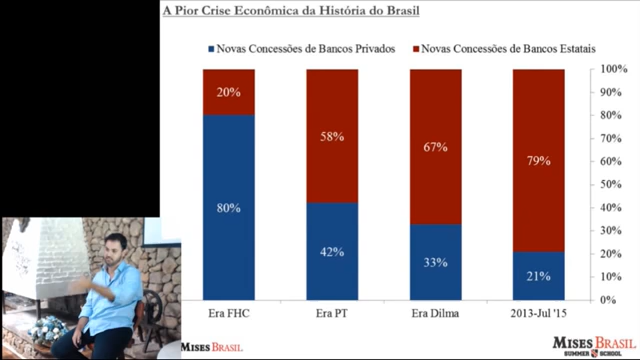 A Pior Crise Econômica da História do Brasil
Novas Concessões de Bancos Privados
Novas Concessões de Bancos Estatais
100%
90%
80%
70%
60%
50%
40%
30%
20%
10%
0%
20%
58%
67%
79%
80%
42%
33%
21%
Era FHC
Era PT
Era Dilma
2013-Jul '15
MISES BRASIL
MISES BRASIL
SUMMER SCHOOL